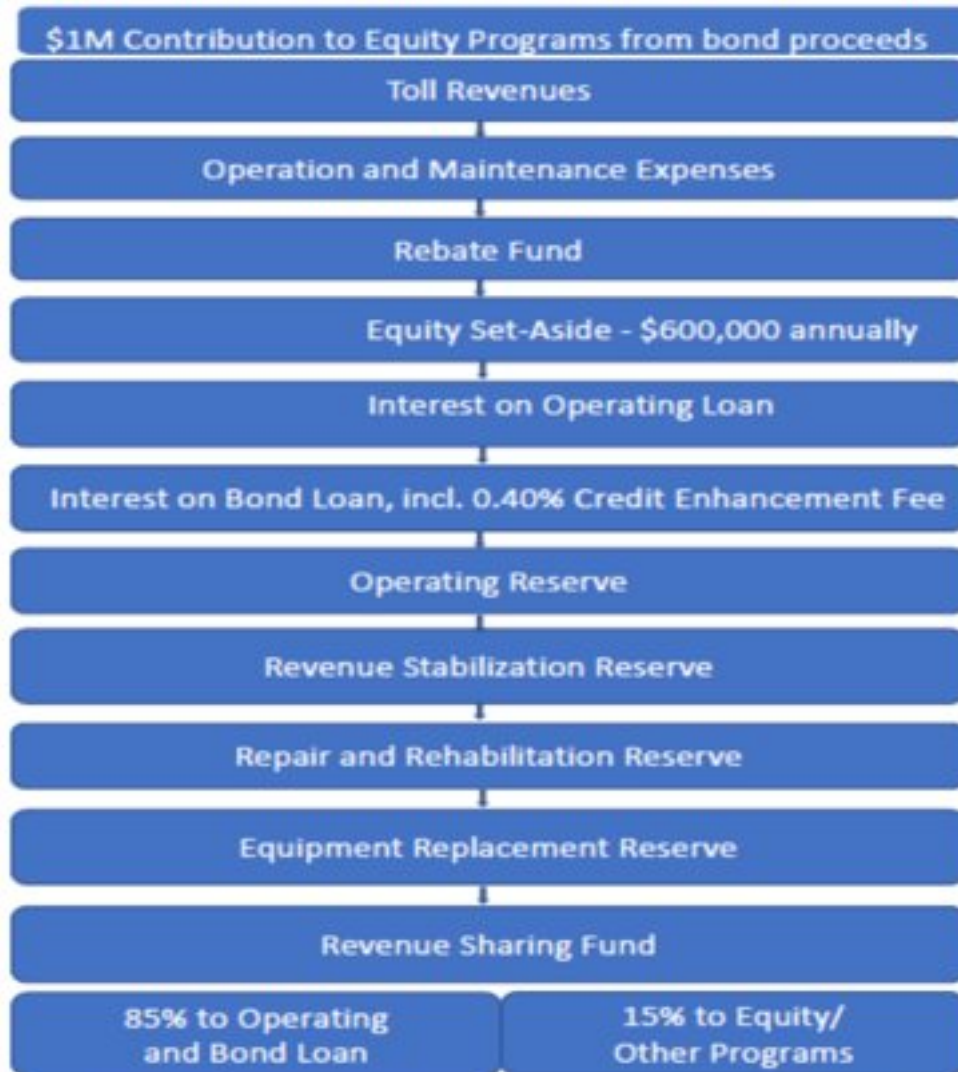 $1M Contribution to Equity Programs from bond proceeds
Toll Revenues
Operation and Maintenance Expenses
Rebate Fund
Equity Set-Aside - $600,000 annually
Interest on Operating Loan
Interest on Bond Loan, incl. 0.40% Credit Enhancement Fee
Operating Reserve
Revenue Stabilization Reserve
Repair and Rehabilitation Reserve
Equipment Replacement Reserve
Revenue Sharing Fund
85% to Operating
and Bond Loan
15% to Equity/
Other Programs